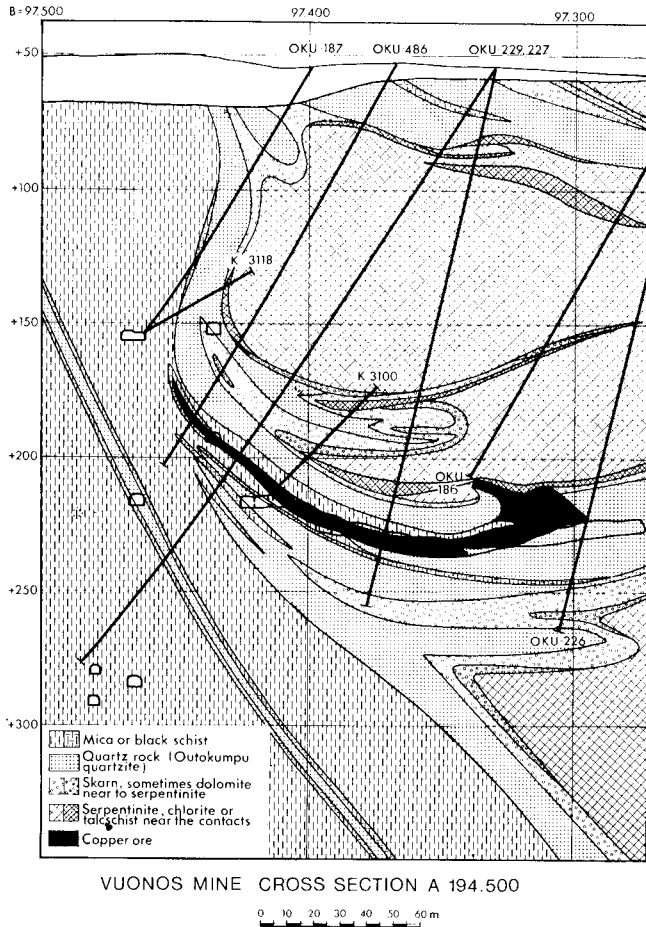 B=97.500 97.400 97.300
+50
OKU 187 OKU 486 OKU 229,227
+100
K 3118
+150
K 3100
+200
OKU
186
+250
OKU 226
+300
Mica or black schist
Quartz rock (Outokumpu
quartzite)
Skarn, sometimes dolomite
near to serpentinite
Serpentinite, chlorite or
talcschist near the contacts
Copper ore
VUONOS MINE CROSS SECTION A 194.500
0 10 20 30 40 50 60 m